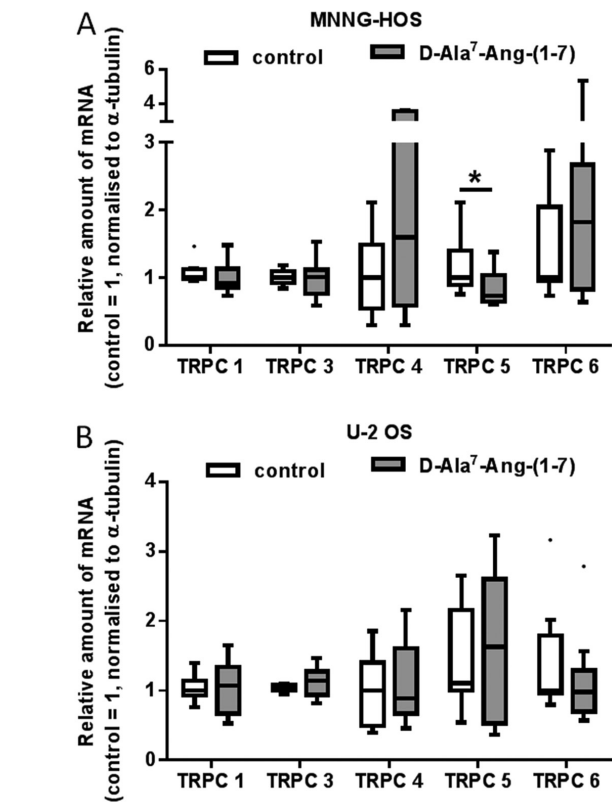 A
MNNG-HOS
control
D-Ala⁷-Ang-(1-7)
Relative amount of mRNA
(control = 1, normalised to α-tubulin)
6
4
3
2
1
0
*
TRPC 1 TRPC 3 TRPC 4 TRPC 5 TRPC 6
B
U-2 OS
control
D-Ala⁷-Ang-(1-7)
Relative amount of mRNA
(control = 1, normalised to α-tubulin)
4
3
2
1
0
TRPC 1 TRPC 3 TRPC 4 TRPC 5 TRPC 6